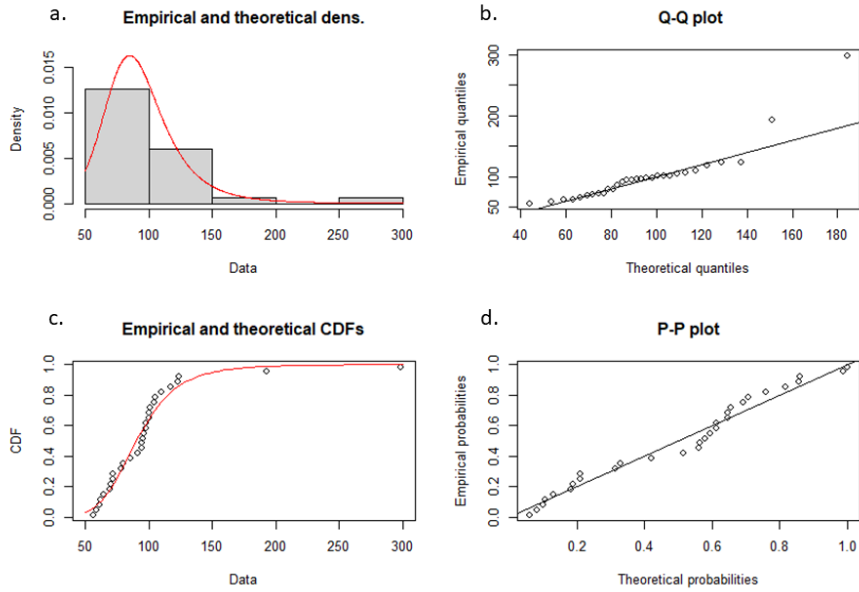 a.
Empirical and theoretical dens.
Density
0.000
0.005
0.010
0.015
50
100
150
200
250
300
Data
b.
Q-Q plot
Empirical quantiles
50
100
200
300
40
60
80
100
120
140
160
180
Theoretical quantiles
c.
Empirical and theoretical CDFs
CDF
0.0
0.2
0.4
0.6
0.8
1.0
50
100
150
200
250
300
Data
d.
P-P plot
Empirical probabilities
0.0
0.2
0.4
0.6
0.8
1.0
0.2
0.4
0.6
0.8
1.0
Theoretical probabilities